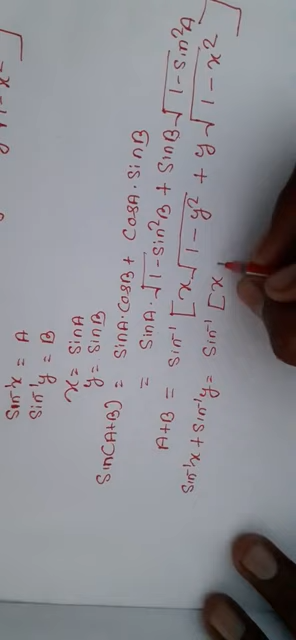 sin⁻¹x = A
sin⁻¹y = B
x = sinA
y = sinB
sin(A+B) = sinA·cosB + cosA·sinB
= sinA·√1-sin²B + sinB√1-sin²A
A+B = sin⁻¹[x√1-y² + y√1-x²]
sin⁻¹x + sin⁻¹y = sin⁻¹[x